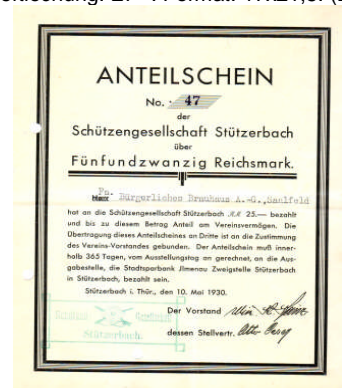 ANTEILSCHEIN
No. 47
der
Schützengesellschaft Stützerbach
über
Fünfundzwanzig Reichsmark.
Fa.
Bürgerliches Brauhaus A.-G., Saalfeld
hat an die Schützengesellschaft Stützerbach RM 25.— bezahlt
und bis zu diesem Betrag Anteil am Vereinsvermögen. Die
Übertragung dieses Anteilscheines an Dritte ist an die Zustimmung
des Vereins-Vorstandes gebunden. Der Anteilschein muß inner-
halb 365 Tagen, vom Ausstellungstag an gerechnet, an die Aus-
gabestelle, die Stadtsparbank Jlmenau Zweigstelle Stützerbach
in Stützerbach, bezahlt sein.
Stützerbach i. Thür., den 10. Mai 1930.
Der Vorstand
Stützerbach.
dessen Stellvertr.